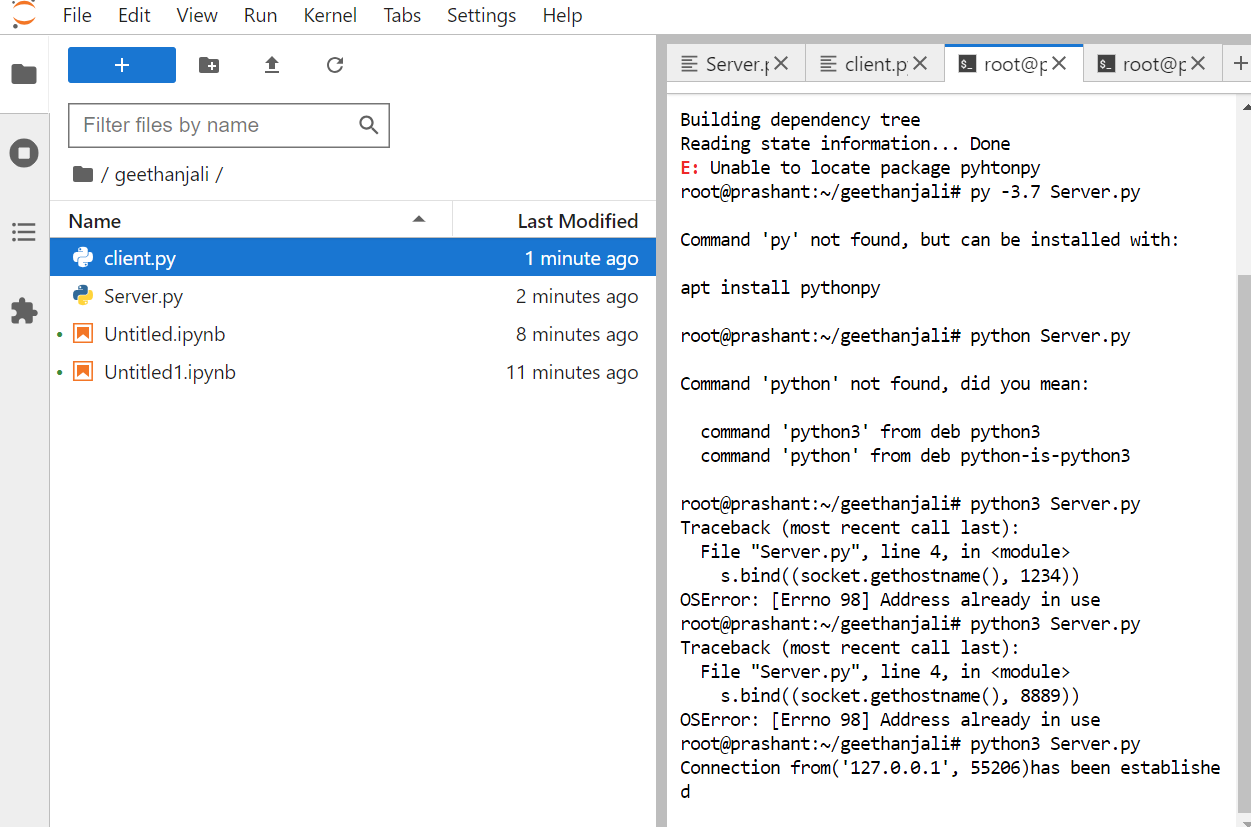 File Edit View Run Kernel Tabs Settings Help
+
Filter files by name
/ geethanjali /
Name Last Modified
client.py 1 minute ago
Server.py 2 minutes ago
Untitled.ipynb 8 minutes ago
Untitled1.ipynb 11 minutes ago
Server.p client.p root@p root@p +
Building dependency tree
Reading state information... Done
E: Unable to locate package pyhtonpy
root@prashant:~/geethanjali# py -3.7 Server.py
Command 'py' not found, but can be installed with:
apt install pythonpy
root@prashant:~/geethanjali# python Server.py
Command 'python' not found, did you mean:
command 'python3' from deb python3
command 'python' from deb python-is-python3
root@prashant:~/geethanjali# python3 Server.py
Traceback (most recent call last):
File "Server.py", line 4, in <module>
s.bind((socket.gethostname(), 1234))
OSError: [Errno 98] Address already in use
root@prashant:~/geethanjali# python3 Server.py
Traceback (most recent call last):
File "Server.py", line 4, in <module>
s.bind((socket.gethostname(), 8889))
OSError: [Errno 98] Address already in use
root@prashant:~/geethanjali# python3 Server.py
Connection from('127.0.0.1', 55206)has been establishe
d